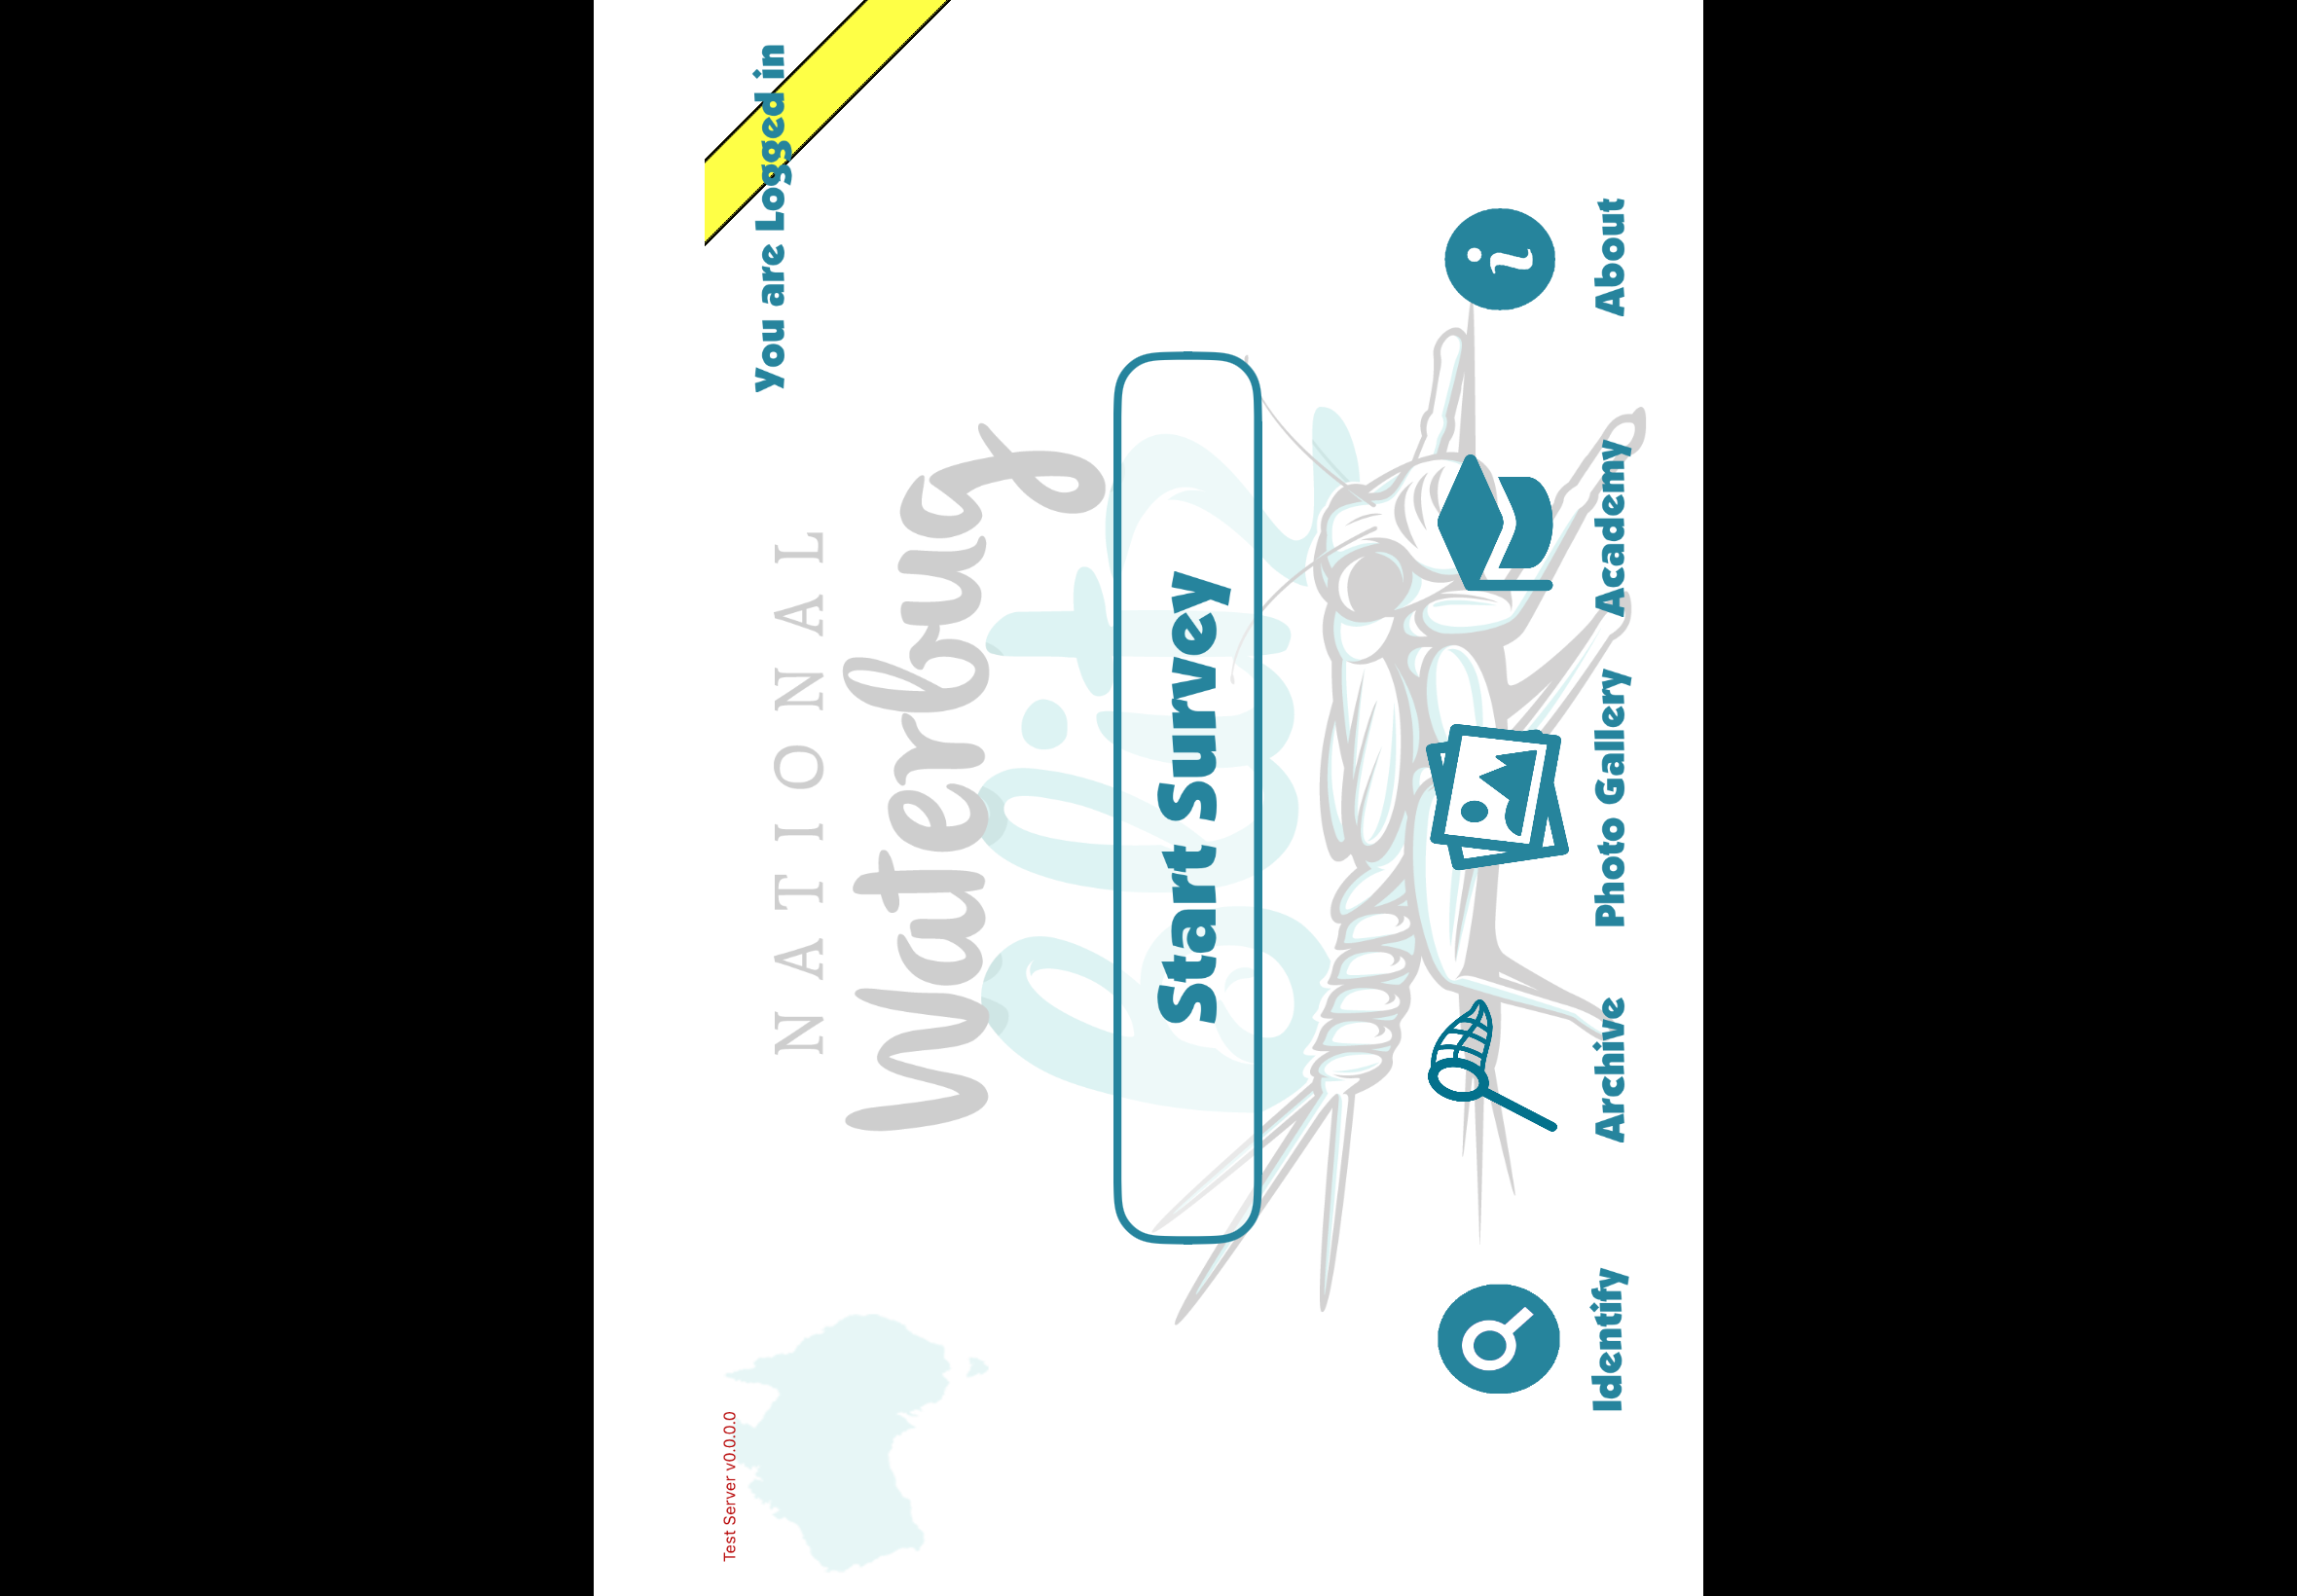 Test Server v0.0.0.0
You are Logged in
NATIONAL
Waterbug
Blitz
Start Survey
Identify
Archive
Photo Gallery
Academy
About